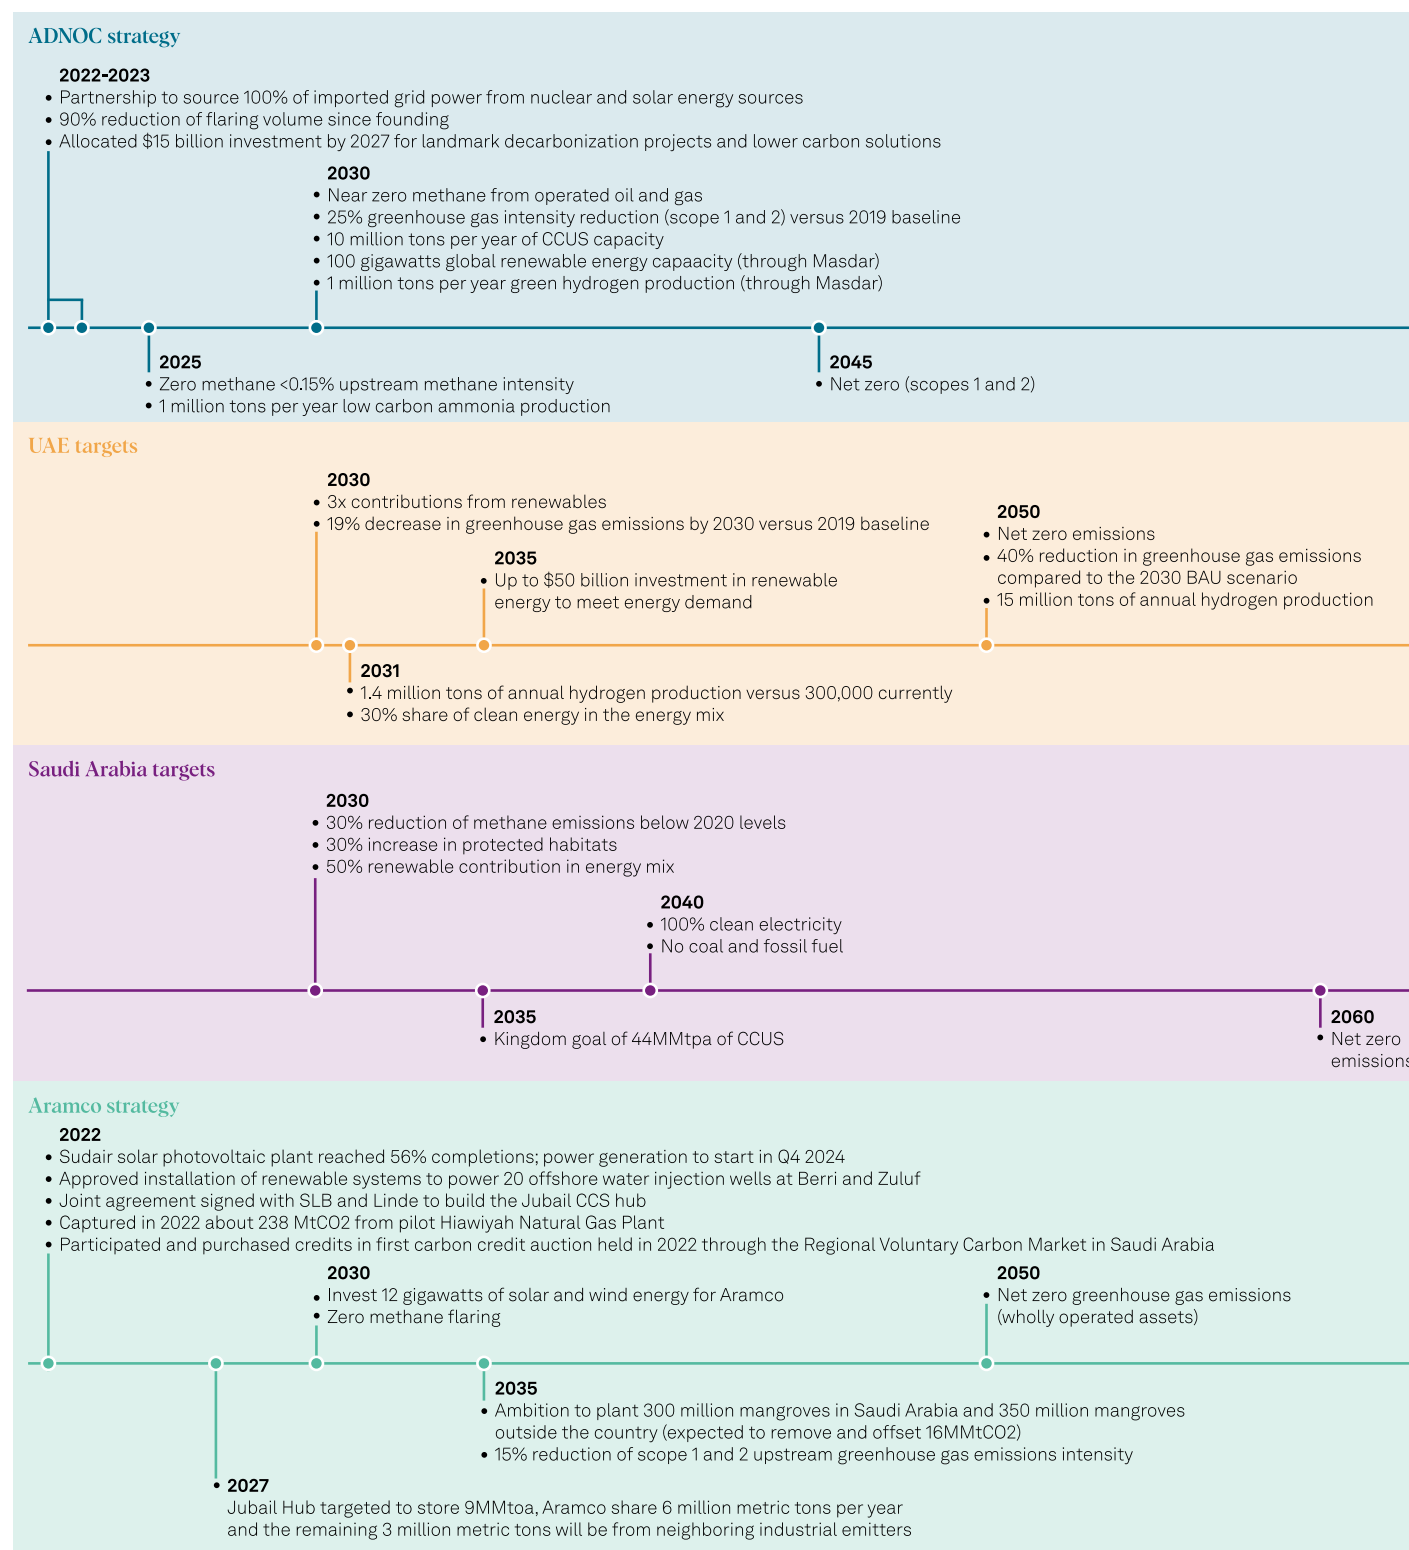 ADNOC strategy
2022-2023
• Partnership to source 100% of imported grid power from nuclear and solar energy sources
• 90% reduction of flaring volume since founding
• Allocated $15 billion investment by 2027 for landmark decarbonization projects and lower carbon solutions
2030
• Near zero methane from operated oil and gas
• 25% greenhouse gas intensity reduction (scope 1 and 2) versus 2019 baseline
• 10 million tons per year of CCUS capacity
• 100 gigawatts global renewable energy capaacity (through Masdar)
• 1 million tons per year green hydrogen production (through Masdar)
2025
• Zero methane <0.15% upstream methane intensity
• 1 million tons per year low carbon ammonia production
2045
• Net zero (scopes 1 and 2)
UAE targets
2030
• 3x contributions from renewables
• 19% decrease in greenhouse gas emissions by 2030 versus 2019 baseline
2035
• Up to $50 billion investment in renewable
energy to meet energy demand
2050
• Net zero emissions
• 40% reduction in greenhouse gas emissions
compared to the 2030 BAU scenario
• 15 million tons of annual hydrogen production
2031
• 1.4 million tons of annual hydrogen production versus 300,000 currently
• 30% share of clean energy in the energy mix
Saudi Arabia targets
2030
• 30% reduction of methane emissions below 2020 levels
• 30% increase in protected habitats
• 50% renewable contribution in energy mix
2040
• 100% clean electricity
• No coal and fossil fuel
2035
• Kingdom goal of 44MMtpa of CCUS
2060
• Net zero
emissions
Aramco strategy
2022
• Sudair solar photovoltaic plant reached 56% completions; power generation to start in Q4 2024
• Approved installation of renewable systems to power 20 offshore water injection wells at Berri and Zuluf
• Joint agreement signed with SLB and Linde to build the Jubail CCS hub
• Captured in 2022 about 238 MtCO2 from pilot Hiawiyah Natural Gas Plant
• Participated and purchased credits in first carbon credit auction held in 2022 through the Regional Voluntary Carbon Market in Saudi Arabia
2030
• Invest 12 gigawatts of solar and wind energy for Aramco
• Zero methane flaring
2050
• Net zero greenhouse gas emissions
(wholly operated assets)
2035
• Ambition to plant 300 million mangroves in Saudi Arabia and 350 million mangroves
outside the country (expected to remove and offset 16MMtCO2)
• 15% reduction of scope 1 and 2 upstream greenhouse gas emissions intensity
• 2027
Jubail Hub targeted to store 9MMtoa, Aramco share 6 million metric tons per year
and the remaining 3 million metric tons will be from neighboring industrial emitters